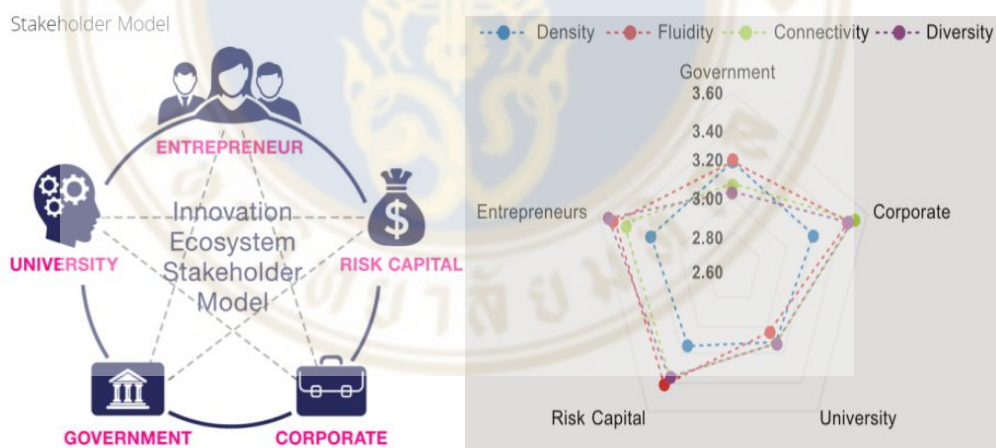 Stakeholder Model
ENTREPRENEUR
Innovation
Ecosystem
Stakeholder
Model
UNIVERSITY
RISK CAPITAL
GOVERNMENT
CORPORATE
Density
Fluidity
Connectivity
Diversity
Government
3.60
3.40
3.20
3.00
2.80
2.60
Entrepreneurs
Corporate
Risk Capital
University